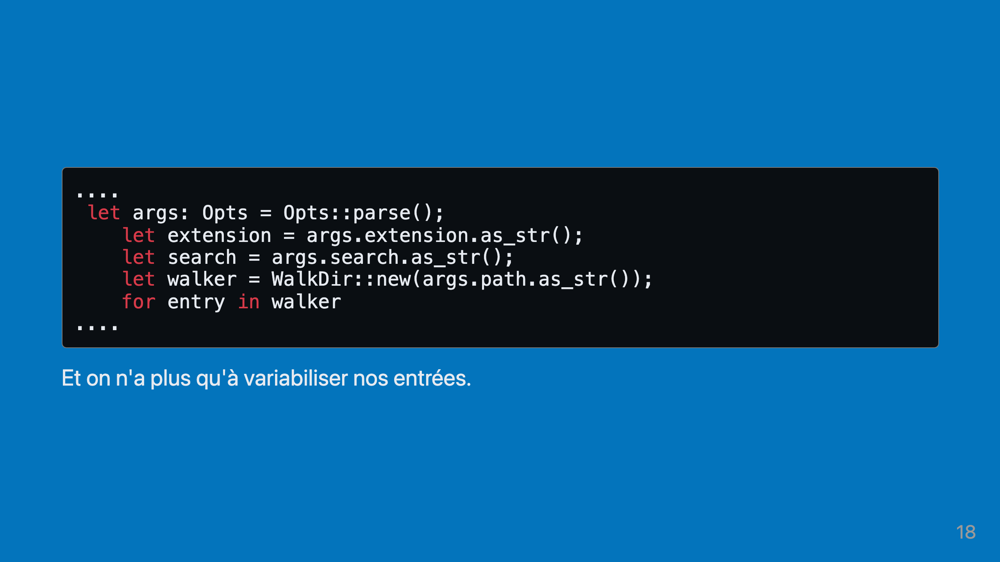 ....
 let args: Opts = Opts::parse();
    let extension = args.extension.as_str();
    let search = args.search.as_str();
    let walker = WalkDir::new(args.path.as_str());
    for entry in walker
....
Et on n'a plus qu'à variabiliser nos entrées.
18